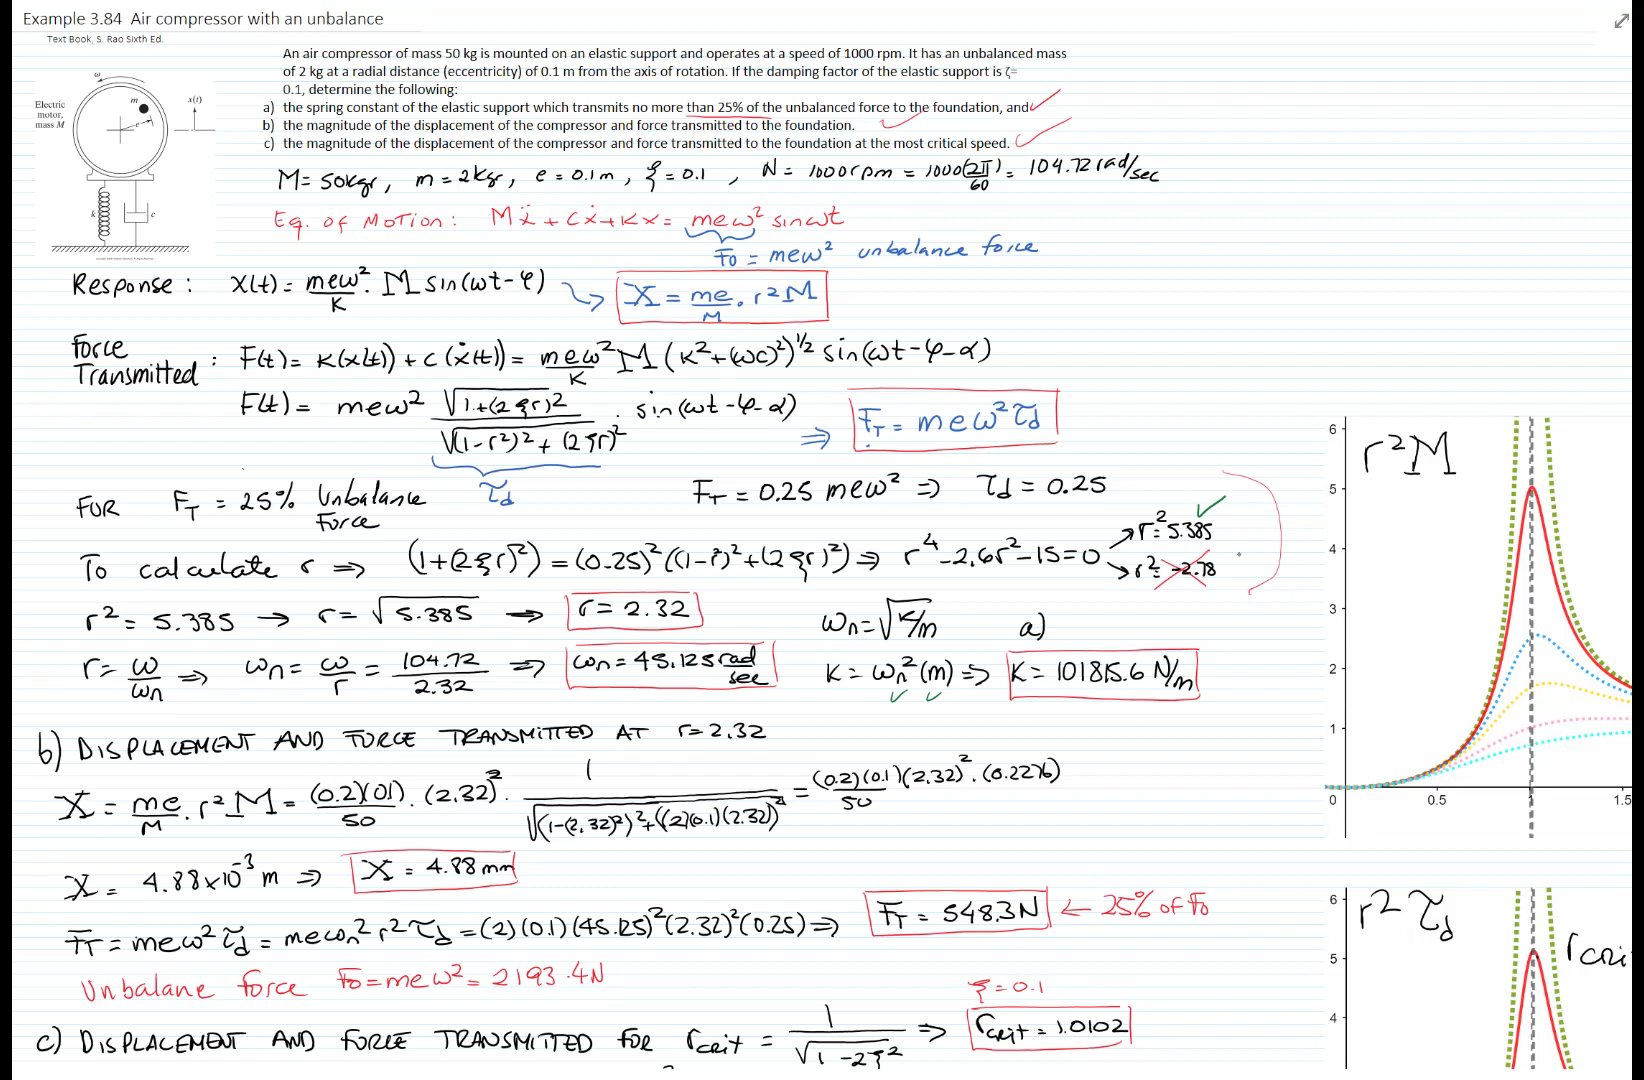 Example 3.84 Air compressor with an unbalance
Text Book, S. Rao Sixth Ed.
An air compressor of mass 50 kg is mounted on an elastic support and operates at a speed of 1000 rpm. It has an unbalanced mass
of 2 kg at a radial distance (eccentricity) of 0.1 m from the axis of rotation. If the damping factor of the elastic support is ζ=
0.1, determine the following:
a) the spring constant of the elastic support which transmits no more than 25% of the unbalanced force to the foundation, and
b) the magnitude of the displacement of the compressor and force transmitted to the foundation.
c) the magnitude of the displacement of the compressor and force transmitted to the foundation at the most critical speed.
ω
Electric
motor,
mass M
m
e
x(t)
k
c
M = 50kgr, m = 2kgr, e = 0.1m, ξ = 0.1, N = 1000rpm = 1000(2π/60) = 104.72 rad/sec
Eq. of Motion: Mẍ + Cẋ + Kx = meω² sinωt
F0 = meω² unbalance force
Response: x(t) = meω²/K · M sin(ωt-φ)
X = me/M · r²M
Force Transmitted: F(t) = K(x(t)) + c(ẋ(t)) = meω²/K M (K²+(ωc)²)^1/2 sin(ωt-φ-α)
F(t) = meω² √1+(2ξr)² / √(1-r²)²+(2ξr)² · sin(ωt-φ-α)
⇒ FT = meω² τd
τd
FOR FT = 25% Unbalance Force
FT = 0.25 meω² ⇒ τd = 0.25
To calculate r ⇒ (1+(2ξr)²) = (0.25)²((1-r²)²+(2ξr)²) ⇒ r⁴-2.6r²-15=0
r² = 5.385
r² = -2.78
r² = 5.385 → r = √5.385 → r = 2.32
ωn = √K/m
a)
r = ω/ωn ⇒ ωn = ω/r = 104.72/2.32 ⇒ ωn = 45.125 rad/sec
K = ωn²(m) ⇒ K = 101815.6 N/m
b) DISPLACEMENT AND FORCE TRANSMITTED AT r=2.32
X = me/M · r²M = (0.2)(0.1)/50 · (2.32)² · 1/√(1-(2.32)²)²+((2)(0.1)(2.32))² = (0.2)(0.1)(2.32)²·(0.2276)/50
X = 4.88x10⁻³ m ⇒ X = 4.88 mm
FT = meω² τd = meωn² r² τd = (2)(0.1)(45.125)²(2.32)²(0.25) ⇒ FT = 548.3N ← 25% of F0
Unbalane force F0 = meω² = 2193.4N
ξ = 0.1
c) DISPLACEMENT AND FORCE TRANSMITTED FOR rcrit = 1/√1-2ξ² ⇒ rcrit = 1.0102
r²M
6
5
4
3
2
1
0
0.5
1
1.5
r²τd
rcri
6
5
4